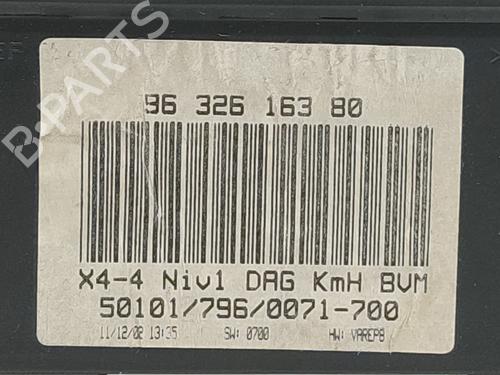 B-PARTS
96 326 163 80
X4-4 Niv1 DAG KmH BVM
50101/796/0071-700
11/12/02 13:35 SW: 0700 HW: VAREP8